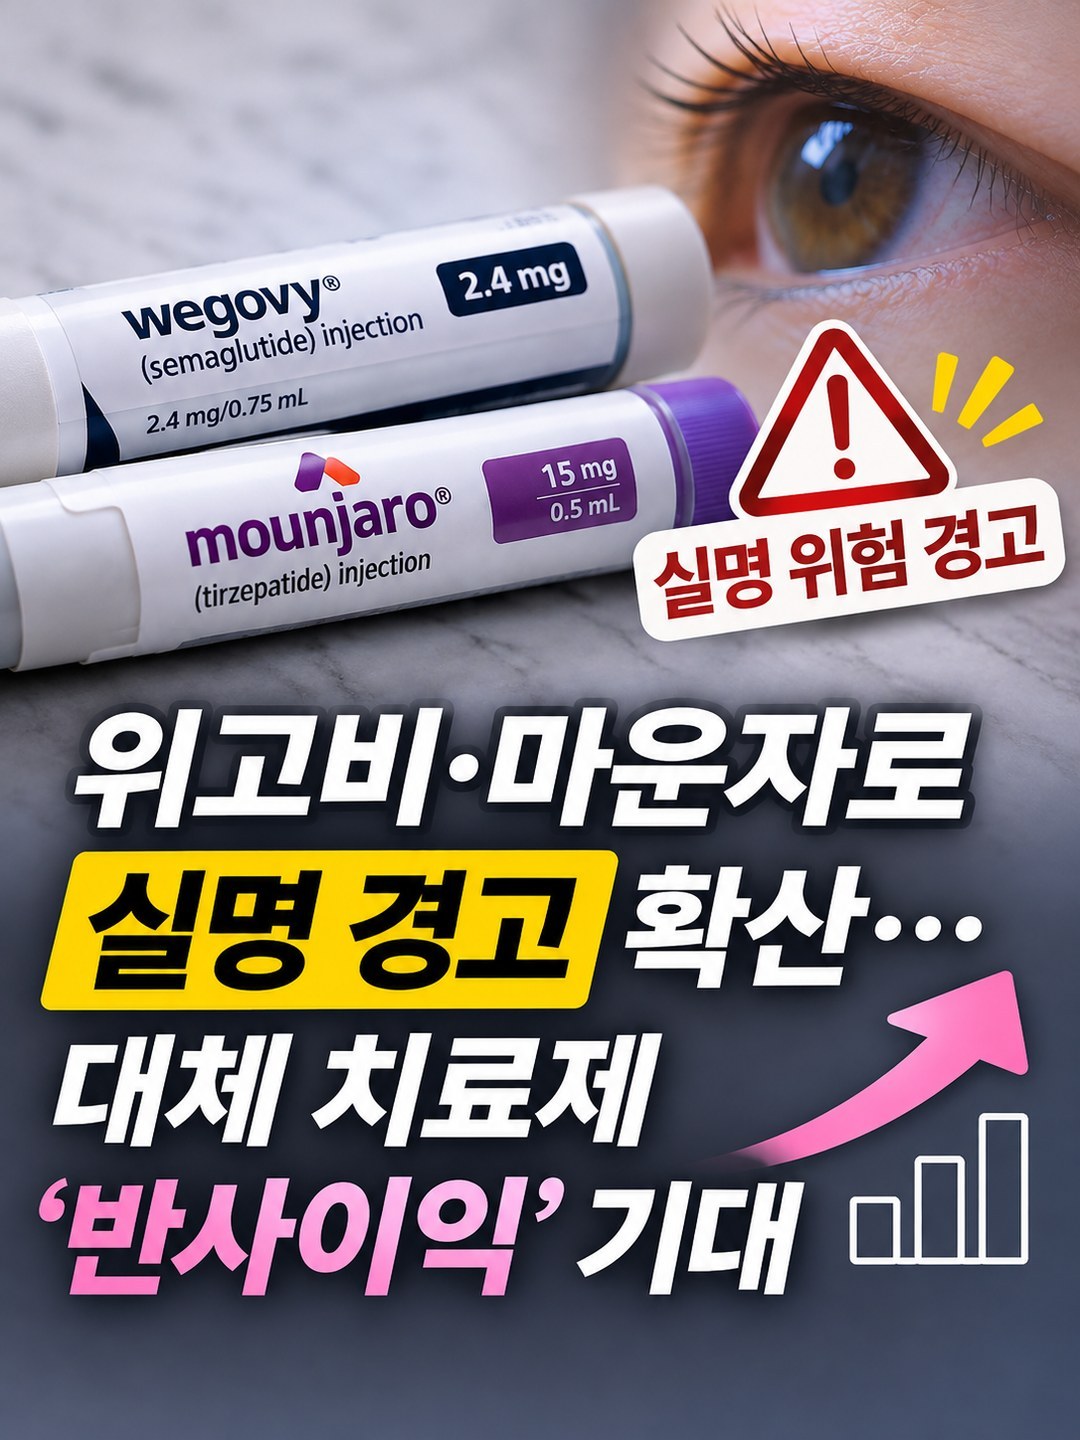 wegovy®
2.4 mg
(semaglutide) injection
2.4 mg/0.75 mL
mounjaro®
15 mg
0.5 mL
(tirzepatide) injection
실명 위험 경고
위고비·마운자로
실명 경고 확산…
대체 치료제
‘반사이익’ 기대